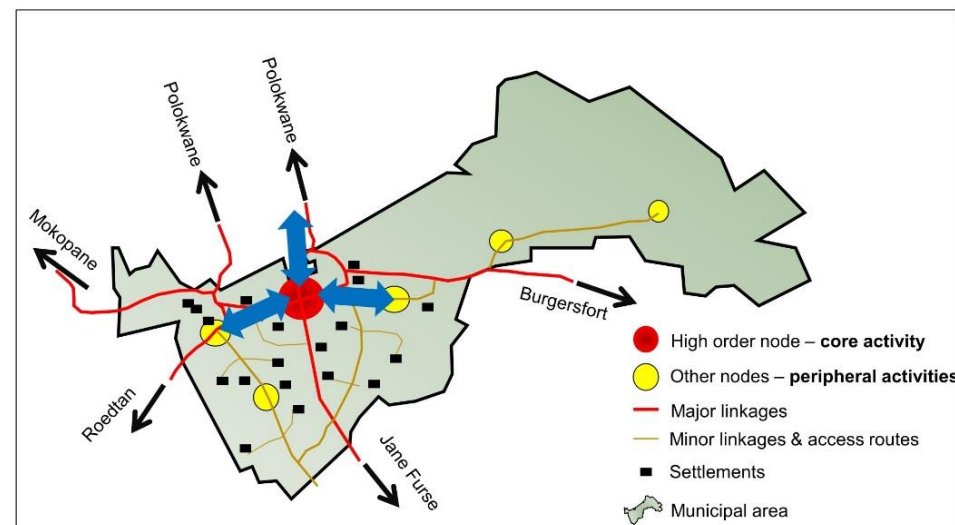 Polokwane
Polokwane
Mokopane
Burgersfort
Roedtan
Jane Furse
High order node – core activity
Other nodes – peripheral activities
Major linkages
Minor linkages & access routes
Settlements
Municipal area